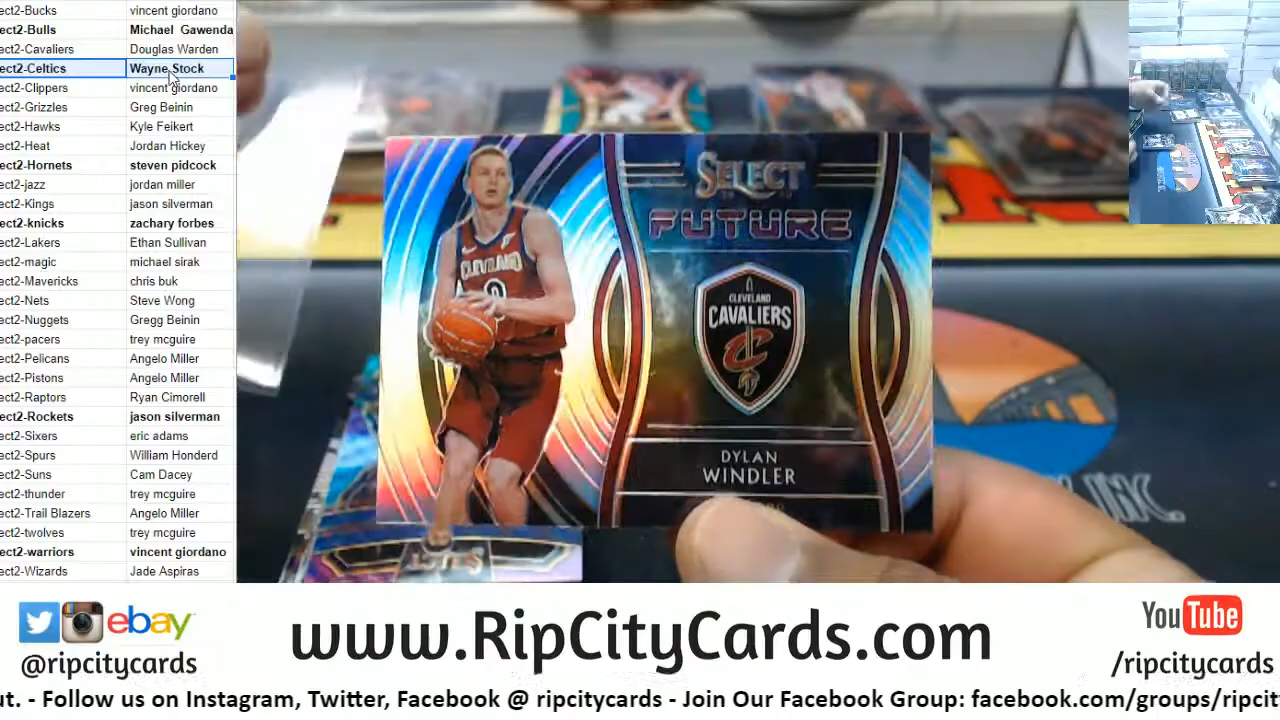 ect2-Bucks vincent giordano
ect2-Bulls Michael Gawenda
ect2-Cavaliers Douglas Warden
ect2-Celtics Wayne Stock
ect2-Clippers vincent giordano
ect2-Grizzles Greg Beinin
ect2-Hawks Kyle Feikert
ect2-Heat Jordan Hickey
ect2-Hornets steven pidcock
ect2-jazz jordan miller
ect2-Kings jason silverman
ect2-knicks zachary forbes
ect2-Lakers Ethan Sullivan
ect2-magic michael sirak
ect2-Mavericks chris buk
ect2-Nets Steve Wong
ect2-Nuggets Gregg Beinin
ect2-pacers trey mcguire
ect2-Pelicans Angelo Miller
ect2-Pistons Angelo Miller
ect2-Raptors Ryan Cimorell
ect2-Rockets jason silverman
ect2-Sixers eric adams
ect2-Spurs William Honderd
ect2-Suns Cam Dacey
ect2-thunder trey mcguire
ect2-Trail Blazers Angelo Miller
ect2-twolves trey mcguire
ect2-warriors vincent giordano
ect2-Wizards Jade Aspiras
SELECT
FUTURE
CLEVELAND
CLEVELAND
CAVALIERS
C
DYLAN
WINDLER
SELECT
ebay
@ripcitycards
www.RipCityCards.com
YouTube
/ripcitycards
ut. - Follow us on Instagram, Twitter, Facebook @ ripcitycards - Join Our Facebook Group: facebook.com/groups/ripcit